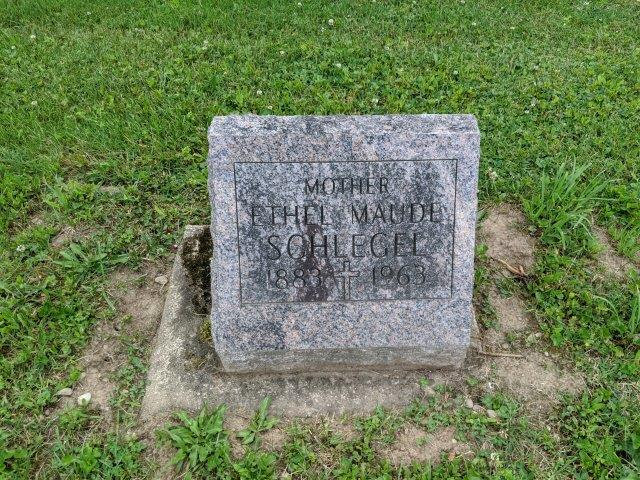 MOTHER
ETHEL MAUDE
SCHLEGEL
1883 1963